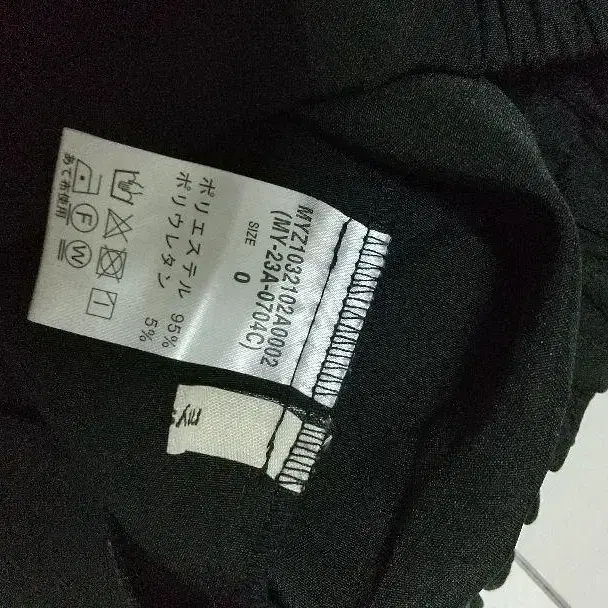 MYZ1032102A0002
(MY-23A-0704C)
SIZE
0
ポリエステル 95%
ポリウレタン 5%
F
W
あて布使用
my